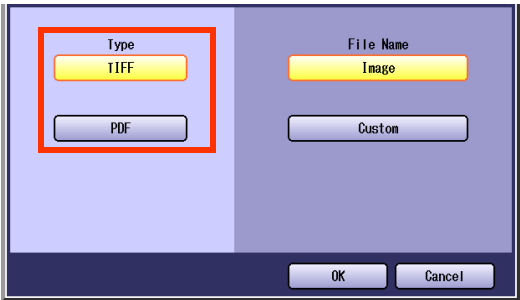 Type
TIFF
PDF
File Name
Image
Custom
OK
Cancel